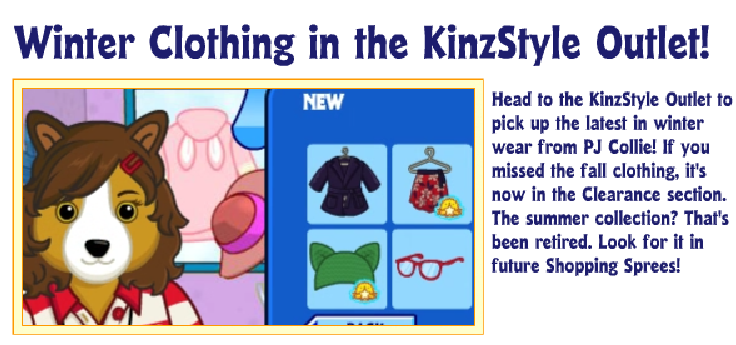 Winter Clothing in the KinzStyle Outlet!
NEW
Head to the KinzStyle Outlet to
pick up the latest in winter
wear from PJ Collie! If you
missed the fall clothing, it's
now in the Clearance section.
The summer collection? That's
been retired. Look for it in
future Shopping Sprees!